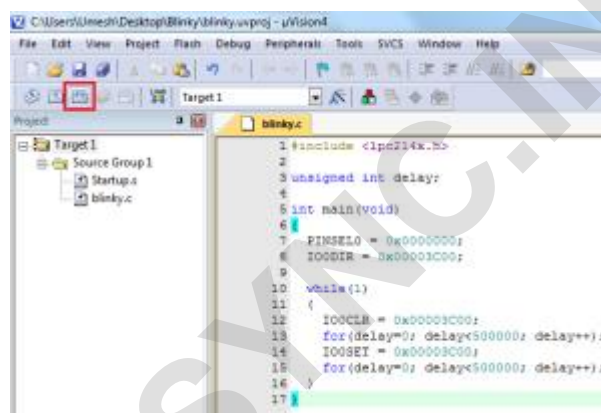 C:\Users\Umesh\Desktop\Blinky\blinky.uvproj - µVision4
File Edit View Project Flash Debug Peripherals Tools SVCS Window Help
Target 1
Project
blinky.c
Target 1
Source Group 1
Startup.s
blinky.c
1 #include <lpc214x.h>
2
3 unsigned int delay;
4
5 int main(void)
6 {
7 PINSEL0 = 0x0000000;
8 IO0DIR = 0x00003C00;
9
10 while(1)
11 {
12 IO0CLR = 0x00003C00;
13 for(delay=0; delay<500000; delay++);
14 IO0SET = 0x00003C00;
15 for(delay=0; delay<500000; delay++);
16 }
17 }
SYNC.IN